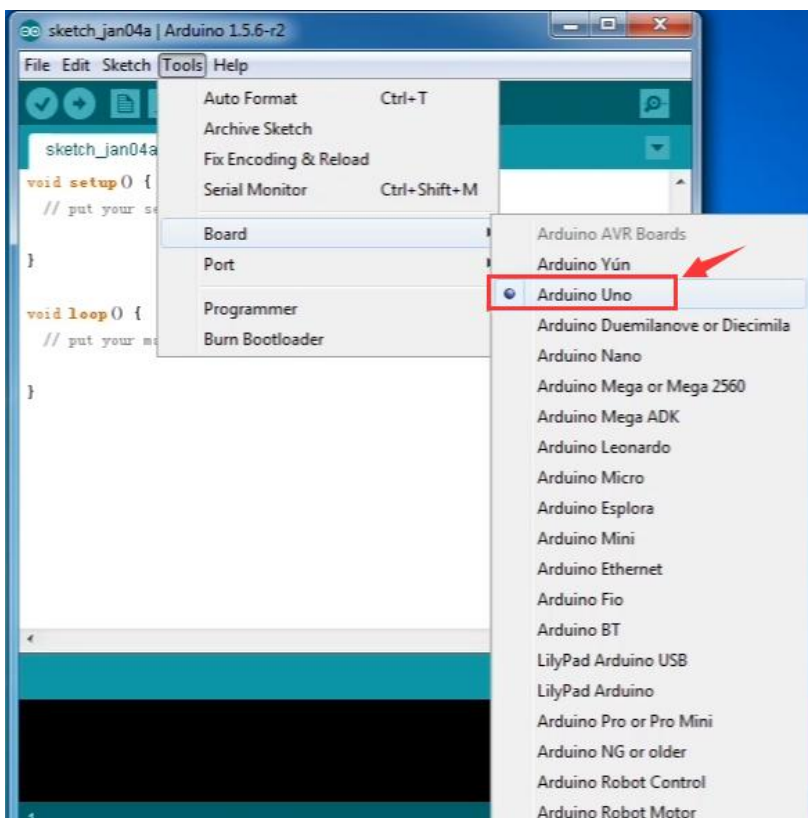 sketch_jan04a | Arduino 1.5.6-r2
File Edit Sketch Tools Help
sketch_jan04a
void setup() {
// put your se
}
void loop() {
// put your m
}
Auto Format Ctrl+T
Archive Sketch
Fix Encoding & Reload
Serial Monitor Ctrl+Shift+M
Board
Port
Programmer
Burn Bootloader
Arduino AVR Boards
Arduino Yún
Arduino Uno
Arduino Duemilanove or Diecimila
Arduino Nano
Arduino Mega or Mega 2560
Arduino Mega ADK
Arduino Leonardo
Arduino Micro
Arduino Esplora
Arduino Mini
Arduino Ethernet
Arduino Fio
Arduino BT
LilyPad Arduino USB
LilyPad Arduino
Arduino Pro or Pro Mini
Arduino NG or older
Arduino Robot Control
Arduino Robot Motor